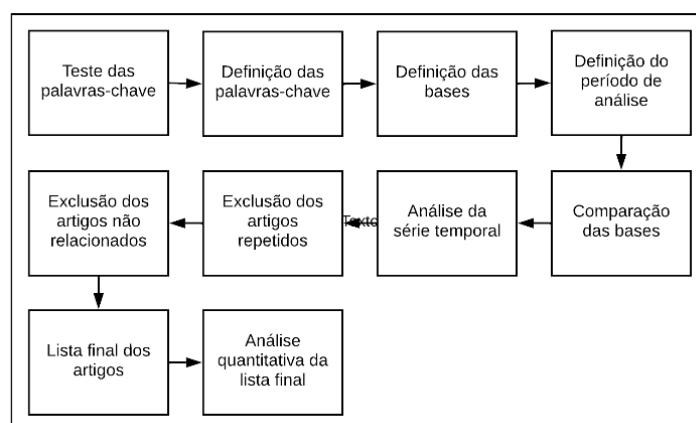 Teste das
palavras-chave
Definição das
palavras-chave
Definição das
bases
Definição do
período de
análise
Exclusão dos
artigos não
relacionados
Exclusão dos
artigos
repetidos
Texto
Análise da
série temporal
Comparação
das bases
Lista final dos
artigos
Análise
quantitativa da
lista final